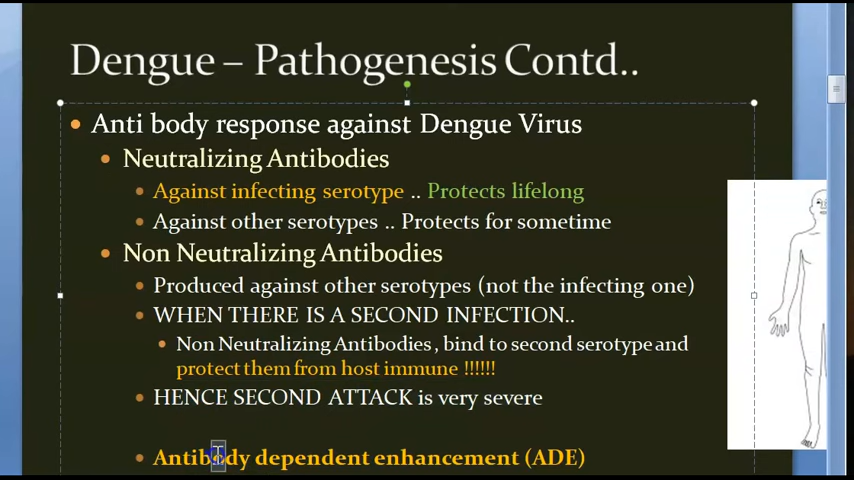 Dengue – Pathogenesis Contd..
Anti body response against Dengue Virus
Neutralizing Antibodies
Against infecting serotype .. Protects lifelong
Against other serotypes .. Protects for sometime
Non Neutralizing Antibodies
Produced against other serotypes (not the infecting one)
WHEN THERE IS A SECOND INFECTION..
Non Neutralizing Antibodies , bind to second serotype and
protect them from host immune !!!!!!
HENCE SECOND ATTACK is very severe
Antibody dependent enhancement (ADE)